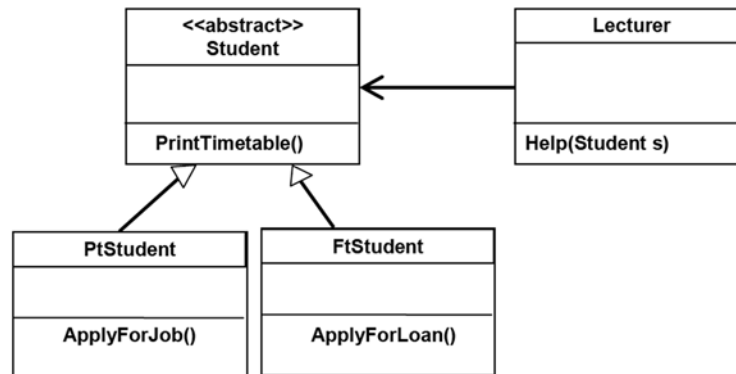 <<abstract>>
Student
PrintTimetable()
Lecturer
Help(Student s)
PtStudent
ApplyForJob()
FtStudent
ApplyForLoan()